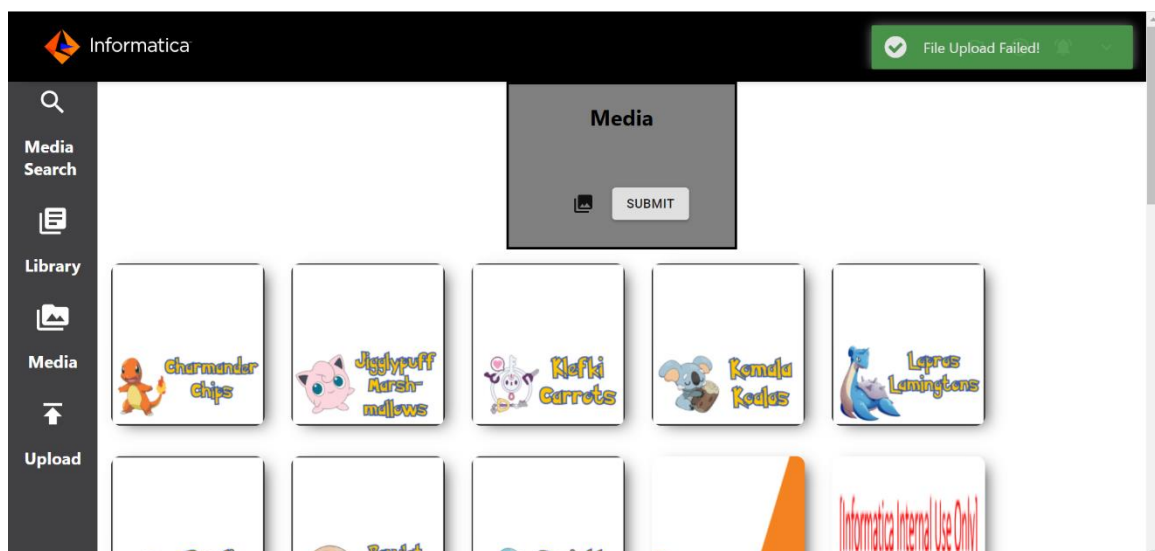 Informatica
File Upload Failed!
Media
Search
Library
Media
Upload
Media
SUBMIT
Charmander
Chips
Jigglypuff
Marsh-
mallows
Klefki
Carrots
Komala
Koalas
Lapras
Lamingtons
[Informatica Internal Use Only]